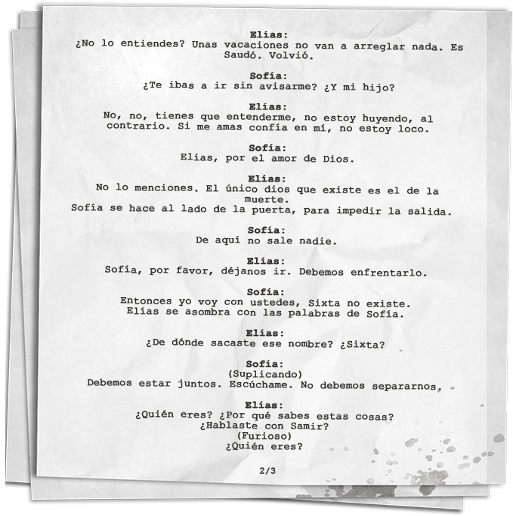 Elías:
¿No lo entiendes? Unas vacaciones no van a arreglar nada. Es
Saudó. Volvió.
Sofía:
¿Te ibas a ir sin avisarme? ¿Y mi hijo?
Elías:
No, no, tienes que entenderme, no estoy huyendo, al
contrario. Si me amas confía en mí, no estoy loco.
Sofía:
Elías, por el amor de Dios.
Elías:
No lo menciones. El único dios que existe es el de la
muerte.
Sofía se hace al lado de la puerta, para impedir la salida.
Sofía:
De aquí no sale nadie.
Elías:
Sofía, por favor, déjanos ir. Debemos enfrentarlo.
Sofía:
Entonces yo voy con ustedes, Sixta no existe.
Elías se asombra con las palabras de Sofía.
Elías:
¿De dónde sacaste ese nombre? ¿Sixta?
Sofía:
(Suplicando)
Debemos estar juntos. Escúchame. No debemos separarnos.
Elías:
¿Quién eres? ¿Por qué sabes estas cosas?
¿Hablaste con Samir?
(Furioso)
¿Quién eres?
2/3